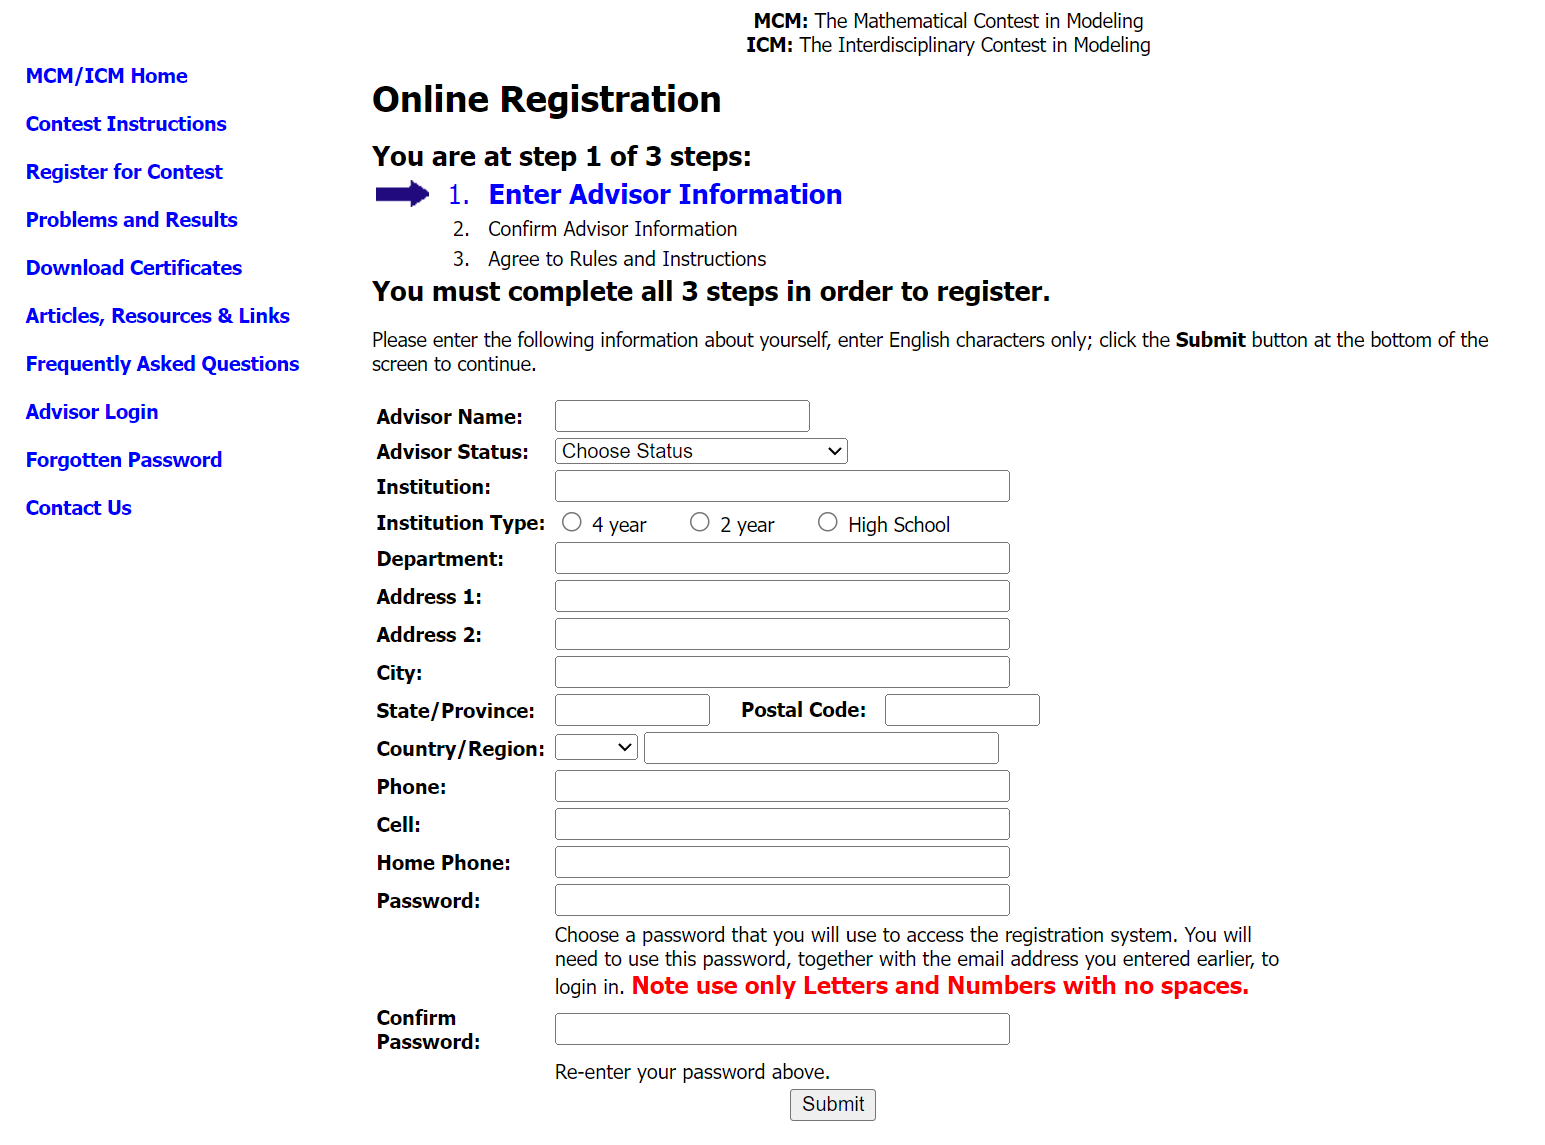 MCM: The Mathematical Contest in Modeling
ICM: The Interdisciplinary Contest in Modeling
MCM/ICM Home
Contest Instructions
Register for Contest
Problems and Results
Download Certificates
Articles, Resources & Links
Frequently Asked Questions
Advisor Login
Forgotten Password
Contact Us
Online Registration
You are at step 1 of 3 steps:
1. Enter Advisor Information
2. Confirm Advisor Information
3. Agree to Rules and Instructions
You must complete all 3 steps in order to register.
Please enter the following information about yourself, enter English characters only; click the Submit button at the bottom of the
screen to continue.
Advisor Name:
Advisor Status: Choose Status
Institution:
Institution Type: 4 year 2 year High School
Department:
Address 1:
Address 2:
City:
State/Province: Postal Code:
Country/Region:
Phone:
Cell:
Home Phone:
Password:
Choose a password that you will use to access the registration system. You will
need to use this password, together with the email address you entered earlier, to
login in. Note use only Letters and Numbers with no spaces.
Confirm
Password:
Re-enter your password above.
Submit